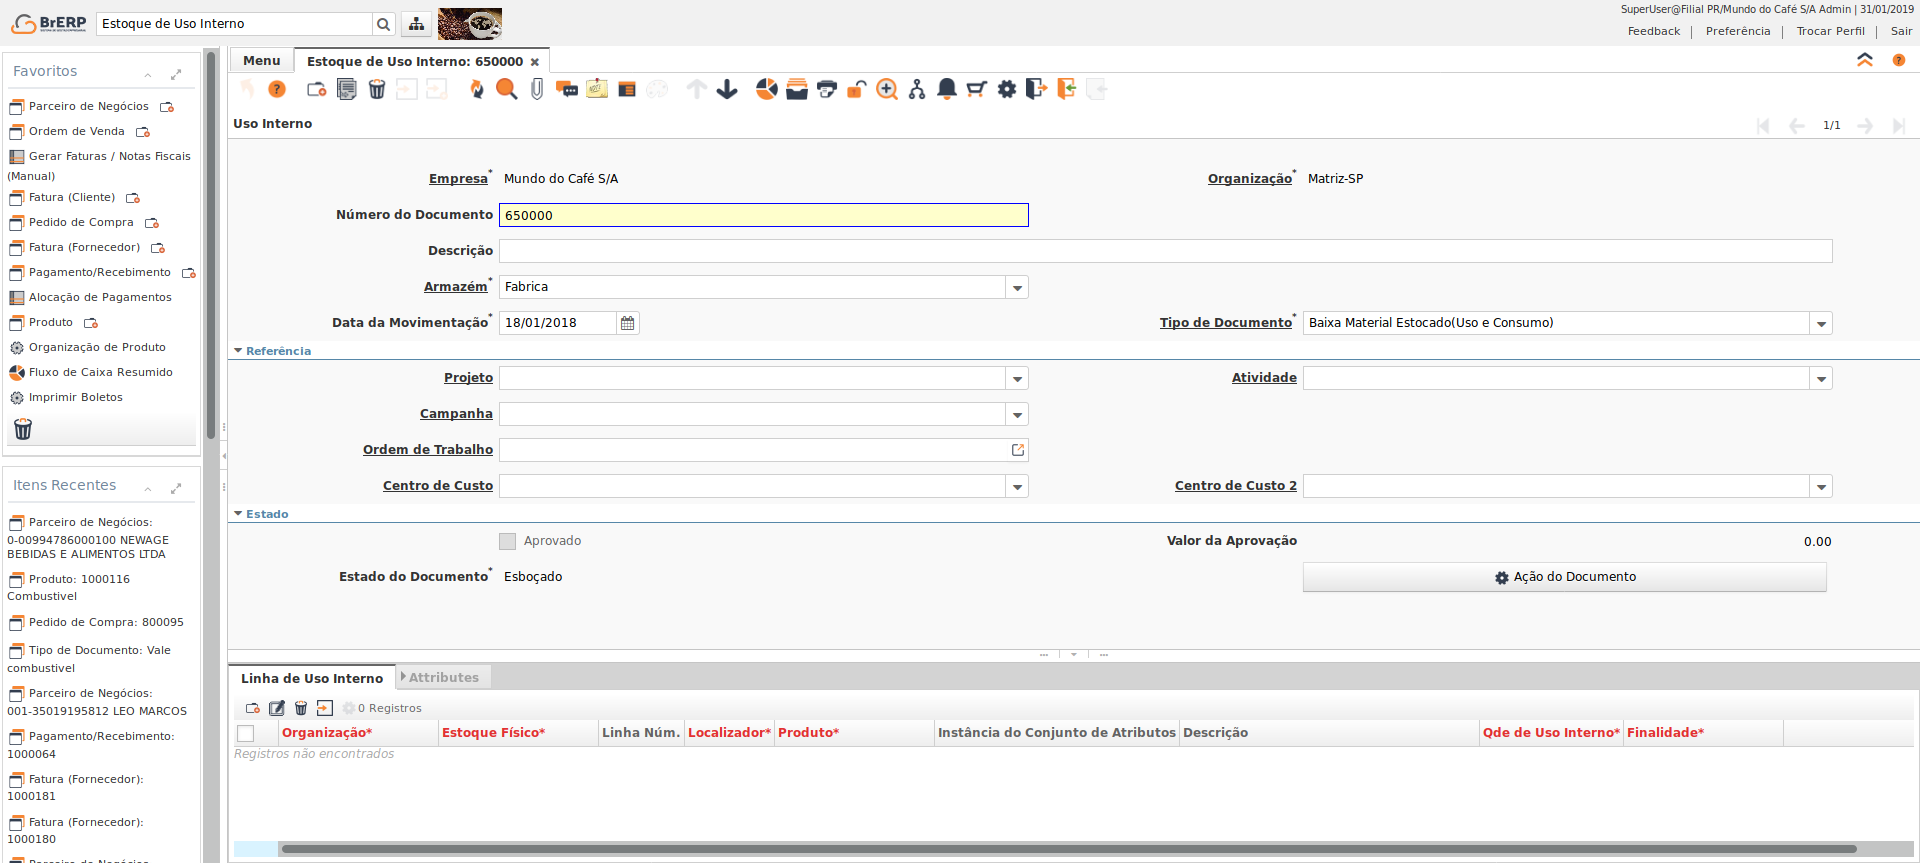 BrERP
Estoque de Uso Interno
SuperUser@Filial PR/Mundo do Café S/A Admin | 31/01/2019
Feedback | Preferência | Trocar Perfil | Sair
Favoritos
Parceiro de Negócios
Ordem de Venda
Gerar Faturas / Notas Fiscais
(Manual)
Fatura (Cliente)
Pedido de Compra
Fatura (Fornecedor)
Pagamento/Recebimento
Alocação de Pagamentos
Produto
Organização de Produto
Fluxo de Caixa Resumido
Imprimir Boletos
Itens Recentes
Parceiro de Negócios:
0-00994786000100 NEWAGE
BEBIDAS E ALIMENTOS LTDA
Produto: 1000116
Combustivel
Pedido de Compra: 800095
Tipo de Documento: Vale
combustivel
Parceiro de Negócios:
001-35019195812 LEO MARCOS
Pagamento/Recebimento:
1000064
Fatura (Fornecedor):
1000181
Fatura (Fornecedor):
1000180
Menu
Estoque de Uso Interno: 650000
Uso Interno
1/1
Empresa* Mundo do Café S/A
Organização* Matriz-SP
Número do Documento 650000
Descrição
Armazém* Fabrica
Data da Movimentação* 18/01/2018
Tipo de Documento* Baixa Material Estocado(Uso e Consumo)
Referência
Projeto
Atividade
Campanha
Ordem de Trabalho
Centro de Custo
Centro de Custo 2
Estado
Aprovado
Valor da Aprovação 0.00
Estado do Documento* Esboçado
Ação do Documento
Linha de Uso Interno
Attributes
0 Registros
Organização* Estoque Físico* Linha Núm. Localizador* Produto* Instância do Conjunto de Atributos Descrição Qde de Uso Interno* Finalidade*
Registros não encontrados